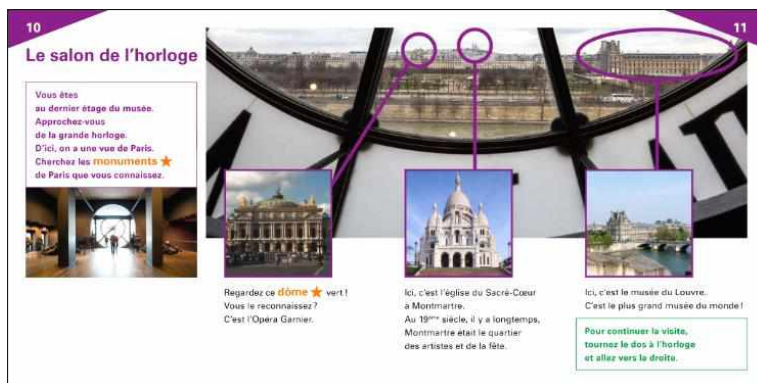 10
11
Le salon de l'horloge
Vous êtes
au dernier étage du musée.
Approchez-vous
de la grande horloge.
D'ici, on a une vue de Paris.
Cherchez les monuments ★
de Paris que vous connaissez.
Regardez ce dôme ★ vert !
Vous le reconnaissez ?
C'est l'Opéra Garnier.
Ici, c'est l'église du Sacré-Cœur
à Montmartre.
Au 19ème siècle, il y a longtemps,
Montmartre était le quartier
des artistes et de la fête.
Ici, c'est le musée du Louvre.
C'est le plus grand musée du monde !
Pour continuer la visite,
tournez le dos à l'horloge
et allez vers la droite.